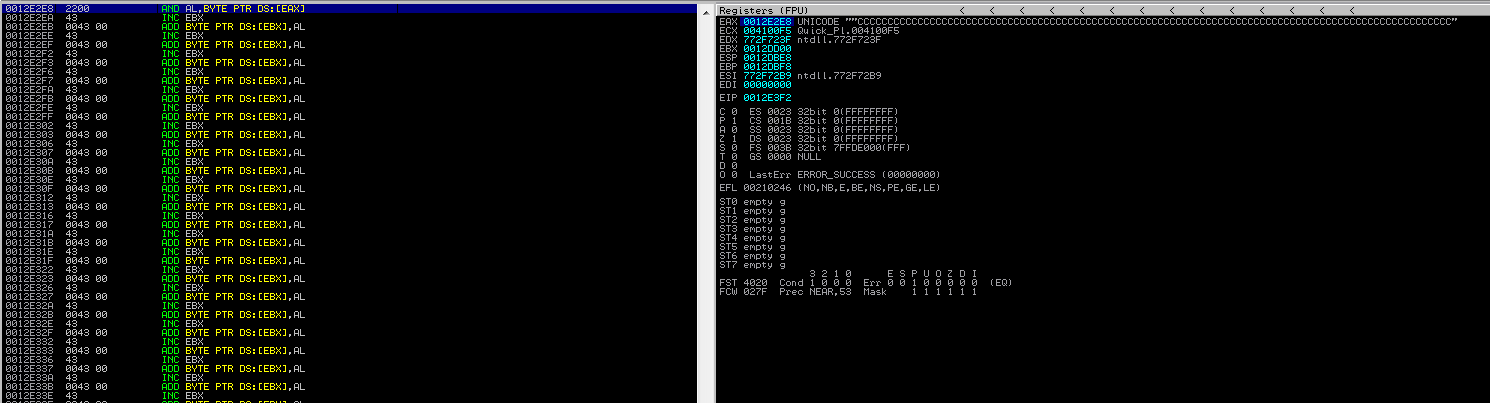 0012E2E8 2200 AND AL,BYTE PTR DS:[EAX]
0012E2EA 43 INC EBX
0012E2EB 0043 00 ADD BYTE PTR DS:[EBX],AL
0012E2EE 43 INC EBX
0012E2EF 0043 00 ADD BYTE PTR DS:[EBX],AL
0012E2F2 43 INC EBX
0012E2F3 0043 00 ADD BYTE PTR DS:[EBX],AL
0012E2F6 43 INC EBX
0012E2F7 0043 00 ADD BYTE PTR DS:[EBX],AL
0012E2FA 43 INC EBX
0012E2FB 0043 00 ADD BYTE PTR DS:[EBX],AL
0012E2FE 43 INC EBX
0012E2FF 0043 00 ADD BYTE PTR DS:[EBX],AL
0012E302 43 INC EBX
0012E303 0043 00 ADD BYTE PTR DS:[EBX],AL
0012E306 43 INC EBX
0012E307 0043 00 ADD BYTE PTR DS:[EBX],AL
0012E30A 43 INC EBX
0012E30B 0043 00 ADD BYTE PTR DS:[EBX],AL
0012E30E 43 INC EBX
0012E30F 0043 00 ADD BYTE PTR DS:[EBX],AL
0012E312 43 INC EBX
0012E313 0043 00 ADD BYTE PTR DS:[EBX],AL
0012E316 43 INC EBX
0012E317 0043 00 ADD BYTE PTR DS:[EBX],AL
0012E31A 43 INC EBX
0012E31B 0043 00 ADD BYTE PTR DS:[EBX],AL
0012E31E 43 INC EBX
0012E31F 0043 00 ADD BYTE PTR DS:[EBX],AL
0012E322 43 INC EBX
0012E323 0043 00 ADD BYTE PTR DS:[EBX],AL
0012E326 43 INC EBX
0012E327 0043 00 ADD BYTE PTR DS:[EBX],AL
0012E32A 43 INC EBX
0012E32B 0043 00 ADD BYTE PTR DS:[EBX],AL
0012E32E 43 INC EBX
0012E32F 0043 00 ADD BYTE PTR DS:[EBX],AL
0012E332 43 INC EBX
0012E333 0043 00 ADD BYTE PTR DS:[EBX],AL
0012E336 43 INC EBX
0012E337 0043 00 ADD BYTE PTR DS:[EBX],AL
0012E33A 43 INC EBX
0012E33B 0043 00 ADD BYTE PTR DS:[EBX],AL
0012E33E 43 INC EBX
Registers (FPU) < < < < < < < < < < < < < <
EAX 0012E2E8 UNICODE
ECX 004100F5 Quick_Pl.004100F5
EDX 772F723F ntdll.772F723F
EBX 0012DD00
ESP 0012DBE8
EBP 0012DBF8
ESI 772F72B9 ntdll.772F72B9
EDI 00000000
EIP 0012E3F2
C 0 ES 0023 32bit 0(FFFFFFFF)
P 1 CS 001B 32bit 0(FFFFFFFF)
A 0 SS 0023 32bit 0(FFFFFFFF)
Z 1 DS 0023 32bit 0(FFFFFFFF)
S 0 FS 003B 32bit 7FFDE000(FFF)
T 0 GS 0000 NULL
D 0
O 0 LastErr ERROR_SUCCESS (00000000)
EFL 00210246 (NO,NB,E,BE,NS,PE,GE,LE)
ST0 empty g
ST1 empty g
ST2 empty g
ST3 empty g
ST4 empty g
ST5 empty g
ST6 empty g
ST7 empty g
3 2 1 0 E S P U O Z D I
FST 4020 Cond 1 0 0 0 Err 0 0 1 0 0 0 0 0 (EQ)
FCW 027F Prec NEAR,53 Mask 1 1 1 1 1 1